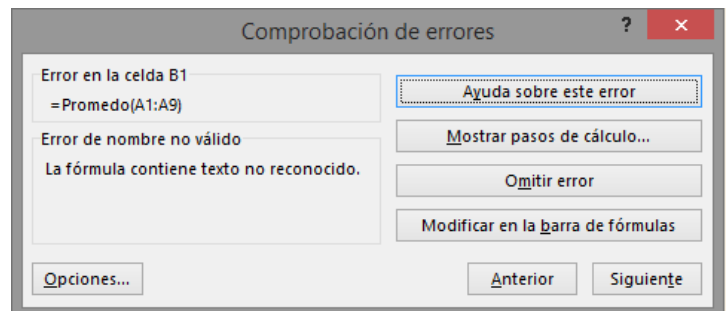 Comprobación de errores
?
Error en la celda B1
=Promedo(A1:A9)
Error de nombre no válido
La fórmula contiene texto no reconocido.
Ayuda sobre este error
Mostrar pasos de cálculo...
Omitir error
Modificar en la barra de fórmulas
Opciones...
Anterior
Siguiente